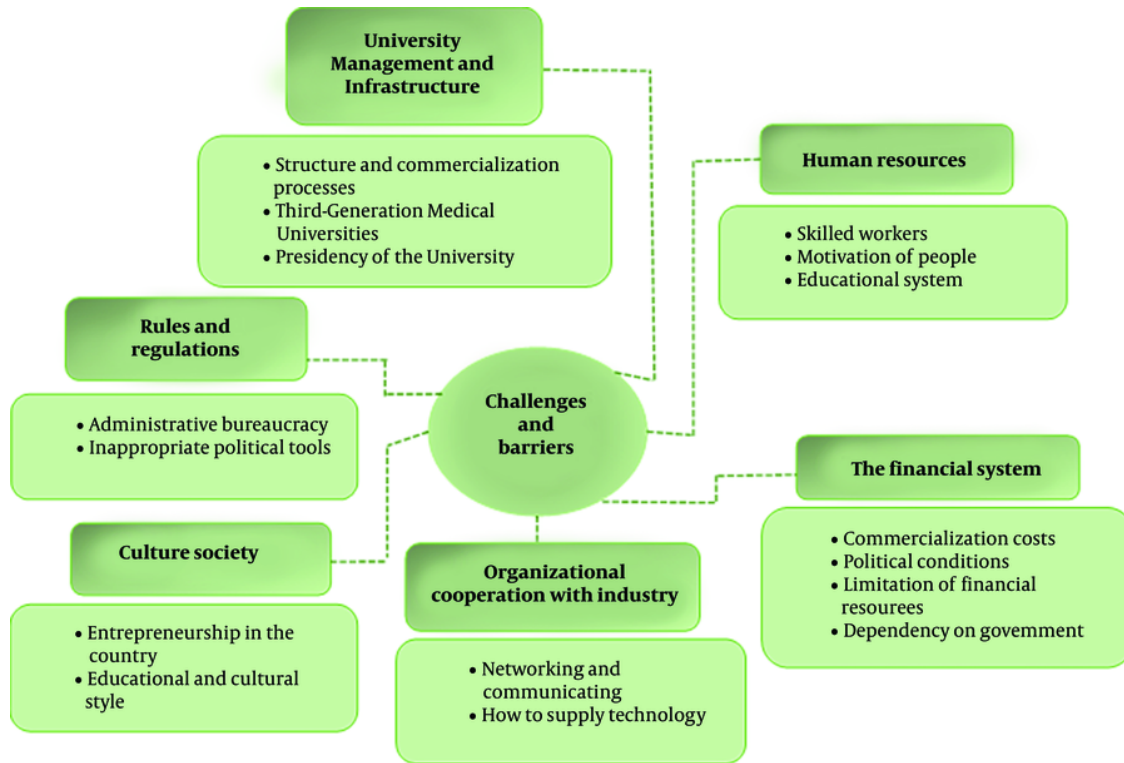 University
Management and
Infrastructure
• Structure and commercialization
processes
• Third-Generation Medical
Universities
• Presidency of the University
Human resources
• Skilled workers
• Motivation of people
• Educational system
Rules and
regulations
• Administrative bureaucracy
• Inappropriate political tools
Challenges
and
barriers
The financial system
• Commercialization costs
• Political conditions
• Limitation of financial
resourees
• Dependency on govemment
Culture society
• Entrepreneurship in the
country
• Educational and cultural
style
Organizational
cooperation with industry
• Networking and
communicating
• How to supply technology